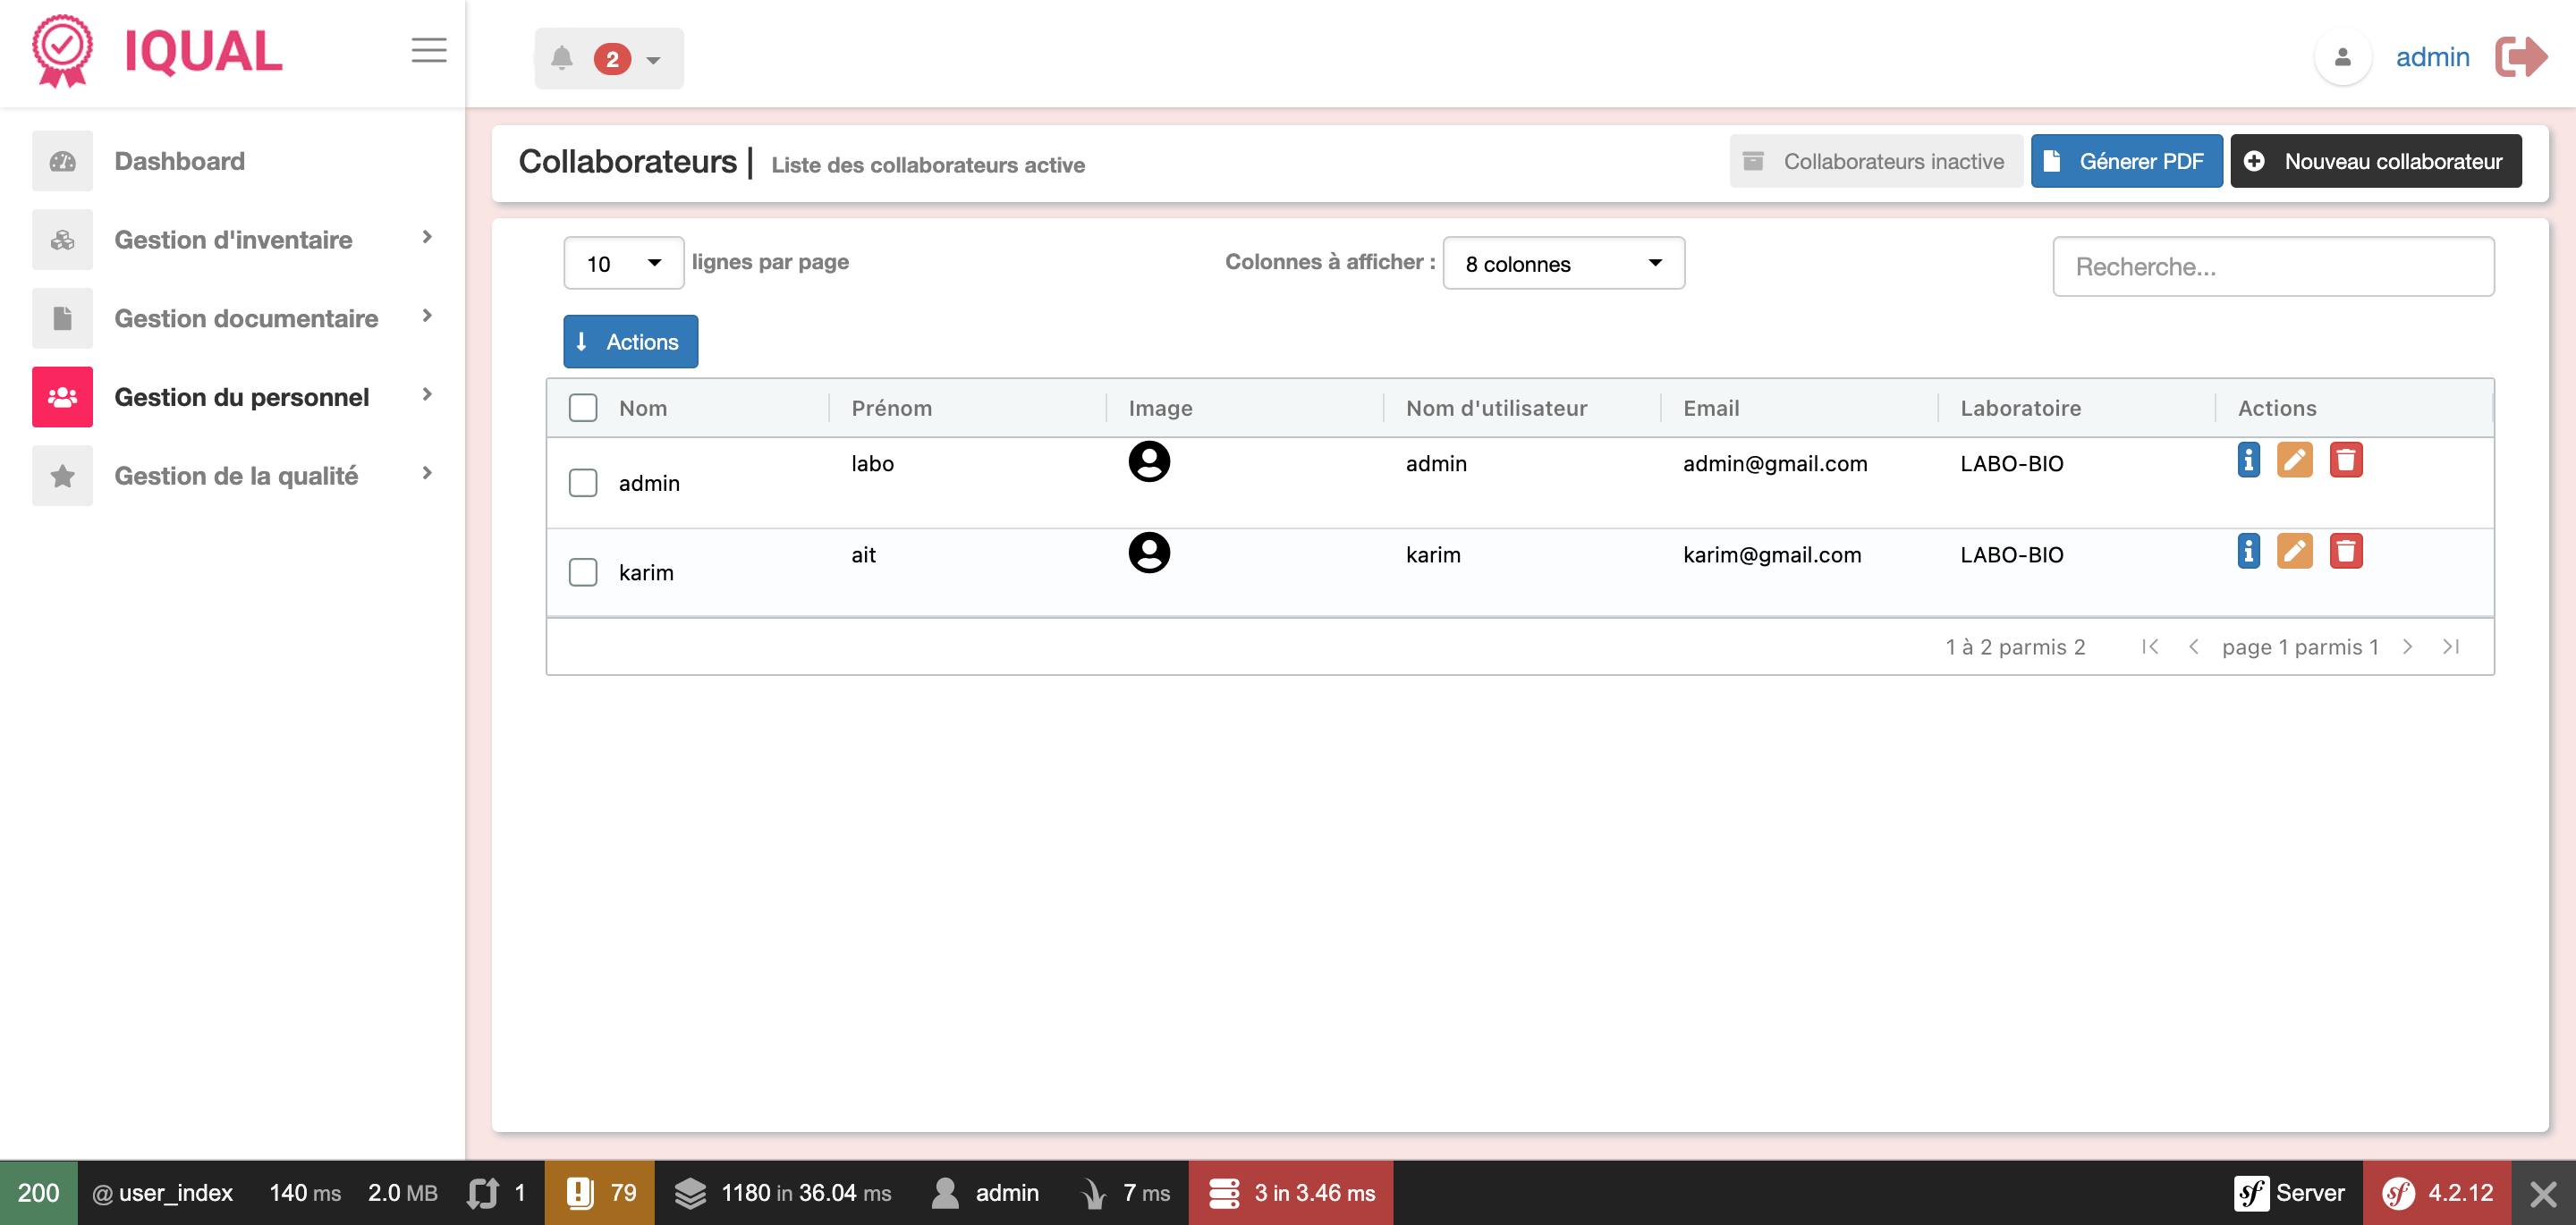 IQUAL
2
admin
Dashboard
Gestion d'inventaire
Gestion documentaire
Gestion du personnel
Gestion de la qualité
Collaborateurs | Liste des collaborateurs active
Collaborateurs inactive
Génerer PDF
Nouveau collaborateur
10 lignes par page
Colonnes à afficher : 8 colonnes
Recherche...
Actions
Nom Prénom Image Nom d'utilisateur Email Laboratoire Actions
admin labo admin admin@gmail.com LABO-BIO
karim ait karim karim@gmail.com LABO-BIO
1 à 2 parmis 2 page 1 parmis 1
200 @ user_index 140 ms 2.0 MB 1 79 1180 in 36.04 ms admin 7 ms 3 in 3.46 ms sf Server sf 4.2.12